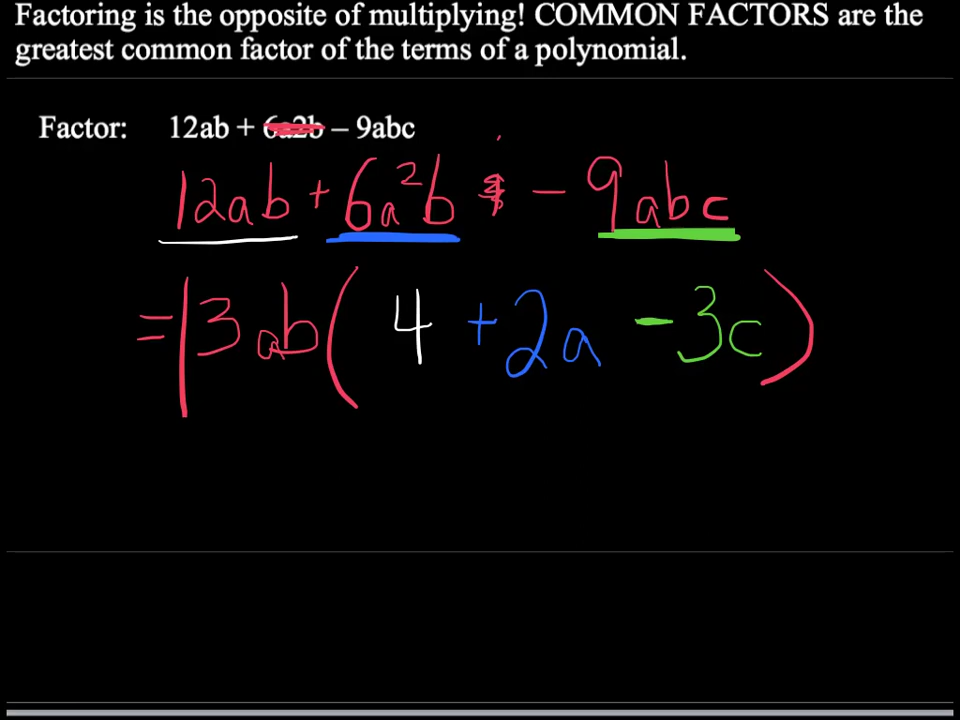 Factoring is the opposite of multiplying! COMMON FACTORS are the
greatest common factor of the terms of a polynomial.
Factor: 12ab + 6a2b – 9abc
12ab + 6a²b - 9abc
= |3ab( 4 + 2a - 3c )